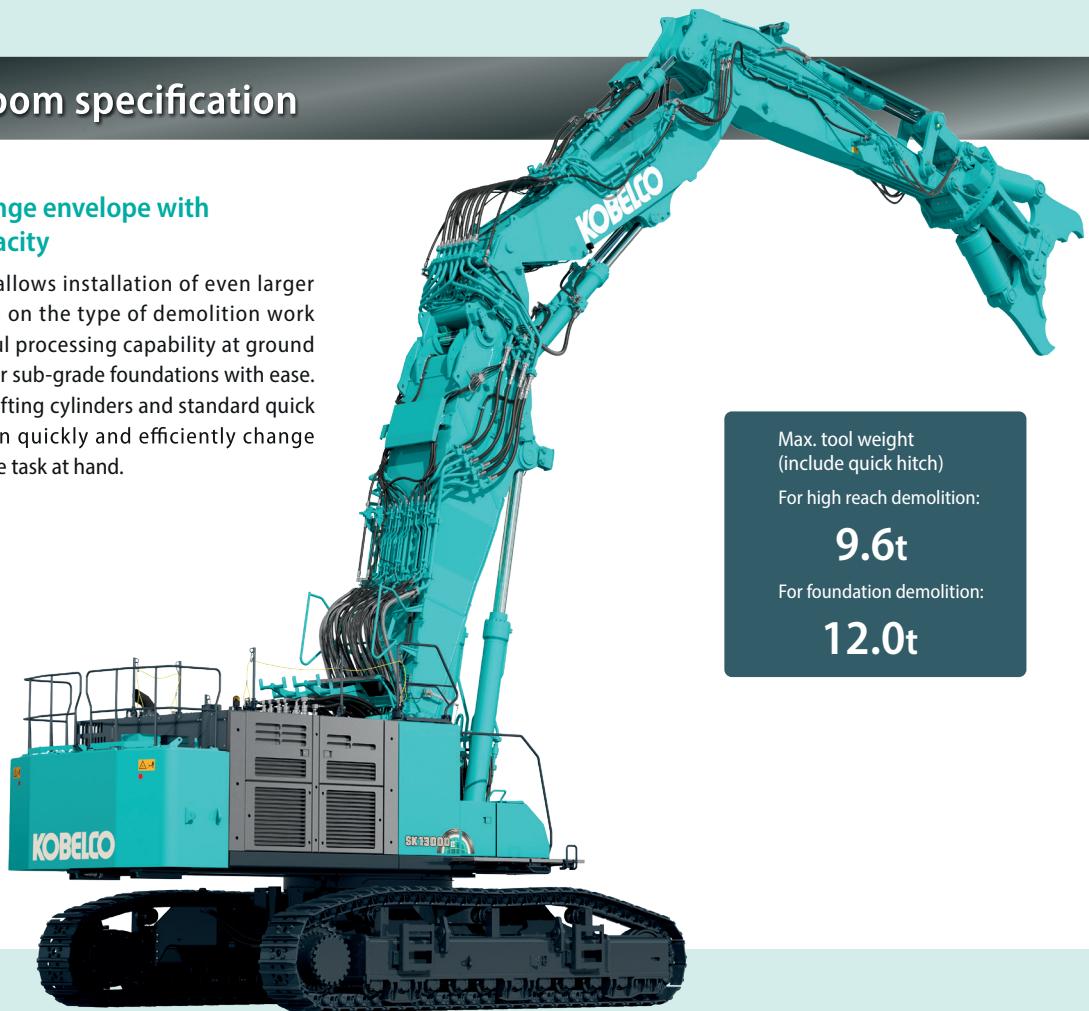 oom specification
nge envelope with
acity
allows installation of even larger
on the type of demolition work
ul processing capability at ground
r sub-grade foundations with ease.
fting cylinders and standard quick
n quickly and efficiently change
e task at hand.
KOBELCO
Max. tool weight
(include quick hitch)
For high reach demolition:
9.6t
For foundation demolition:
12.0t
KOBELCO
SK1300D